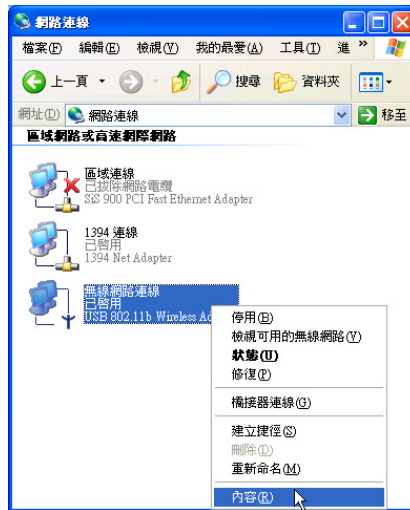 網路連線
檔案(F) 編輯(E) 檢視(V) 我的最愛(A) 工具(T) 進 »
上一頁 搜尋 資料夾
網址(D) 網路連線 移至
區域網路或高速網際網路
區域連線
已拔除網路電纜
SiS 900 PCI Fast Ethernet Adapter
1394 連線
已啓用
1394 Net Adapter
無線網路連線
已啓用
USB 802.11b Wireless Ad
停用(B)
檢視可用的無線網路(V)
狀態(U)
修復(P)
橋接器連線(G)
建立捷徑(S)
刪除(D)
重新命名(M)
內容(R)